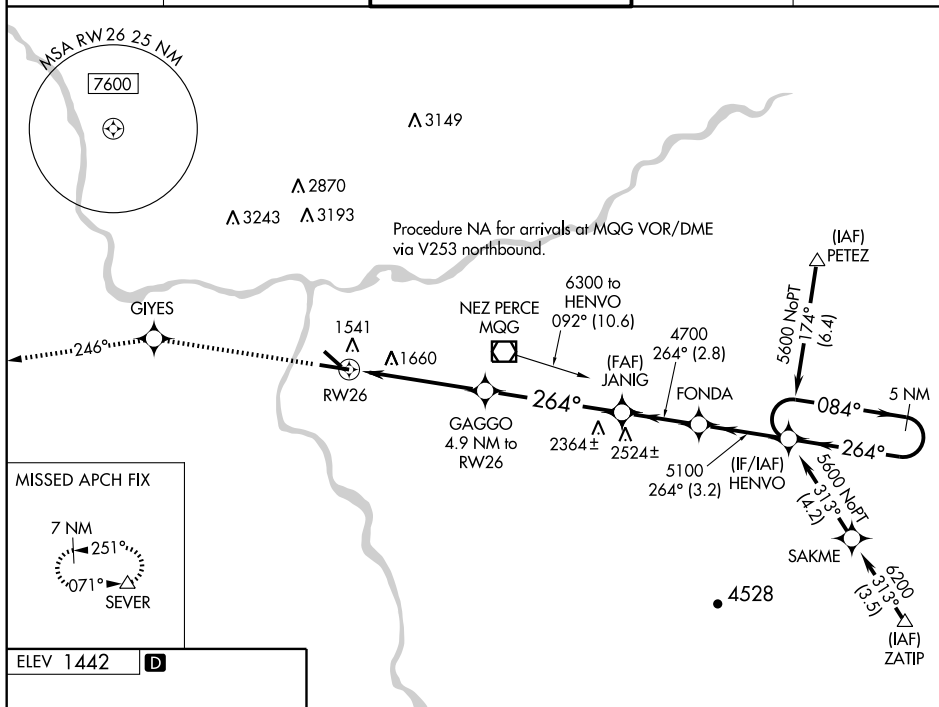 MSA RW 26 25 NM
7600
3149
2870
3243
3193
Procedure NA for arrivals at MQG VOR/DME
via V253 northbound.
(IAF)
PETEZ
5600 NoPT
174°
(6.4)
6300 to
HENVO
092° (10.6)
NEZ PERCE
MQG
GIYES
246°
1541
1660
RW26
4700
264° (2.8)
(FAF)
JANIG
FONDA
5 NM
084°
264°
264°
GAGGO
4.9 NM to
RW26
2364±
2524±
5100
264° (3.2)
(IF/IAF)
HENVO
5600 NoPT
313°
(4.2)
SAKME
6200
313°
(3.5)
(IAF)
ZATIP
4528
MISSED APCH FIX
7 NM
251°
071°
SEVER
ELEV 1442
D